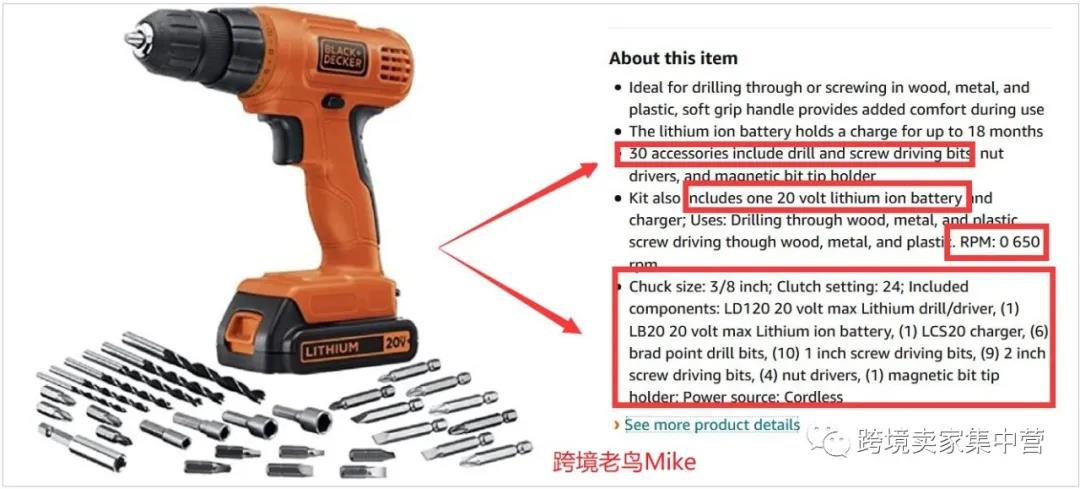 BLACK+
DECKER
LITHIUM 20V
About this item
• Ideal for drilling through or screwing in wood, metal, and
plastic, soft grip handle provides added comfort during use
• The lithium ion battery holds a charge for up to 18 months
• 30 accessories include drill and screw driving bits, nut
drivers, and magnetic bit tip holder
• Kit also includes one 20 volt lithium ion battery and
charger; Uses: Drilling through wood, metal, and plastic,
screw driving though wood, metal, and plastic. RPM: 0 650
rpm
• Chuck size: 3/8 inch; Clutch setting: 24; Included
components: LD120 20 volt max Lithium drill/driver, (1)
LB20 20 volt max Lithium ion battery, (1) LCS20 charger, (6)
brad point drill bits, (10) 1 inch screw driving bits, (9) 2 inch
screw driving bits, (4) nut drivers, (1) magnetic bit tip
holder; Power source: Cordless
› See more product details
跨境卖家集中营
跨境老鸟Mike